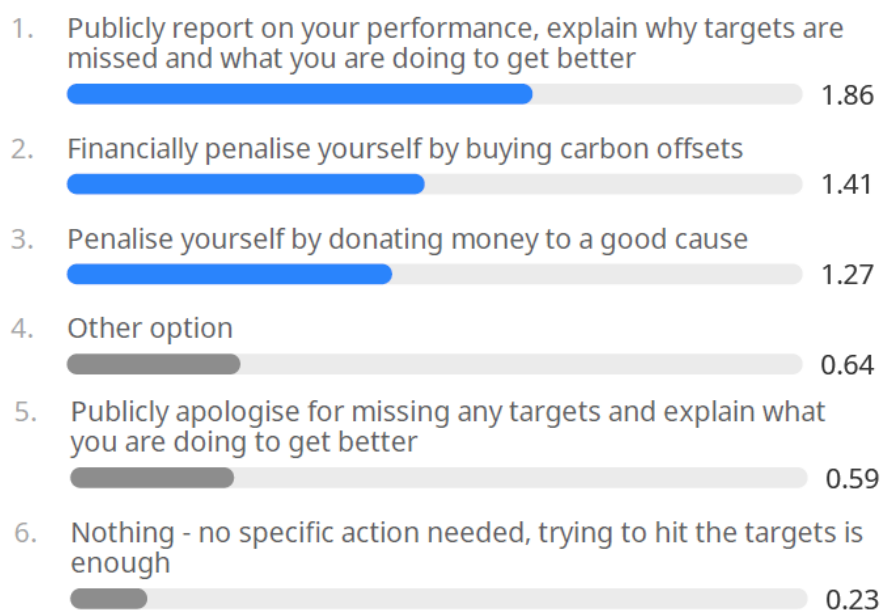 1. Publicly report on your performance, explain why targets are
missed and what you are doing to get better
1.86
2. Financially penalise yourself by buying carbon offsets
1.41
3. Penalise yourself by donating money to a good cause
1.27
4. Other option
0.64
5. Publicly apologise for missing any targets and explain what
you are doing to get better
0.59
6. Nothing - no specific action needed, trying to hit the targets is
enough
0.23